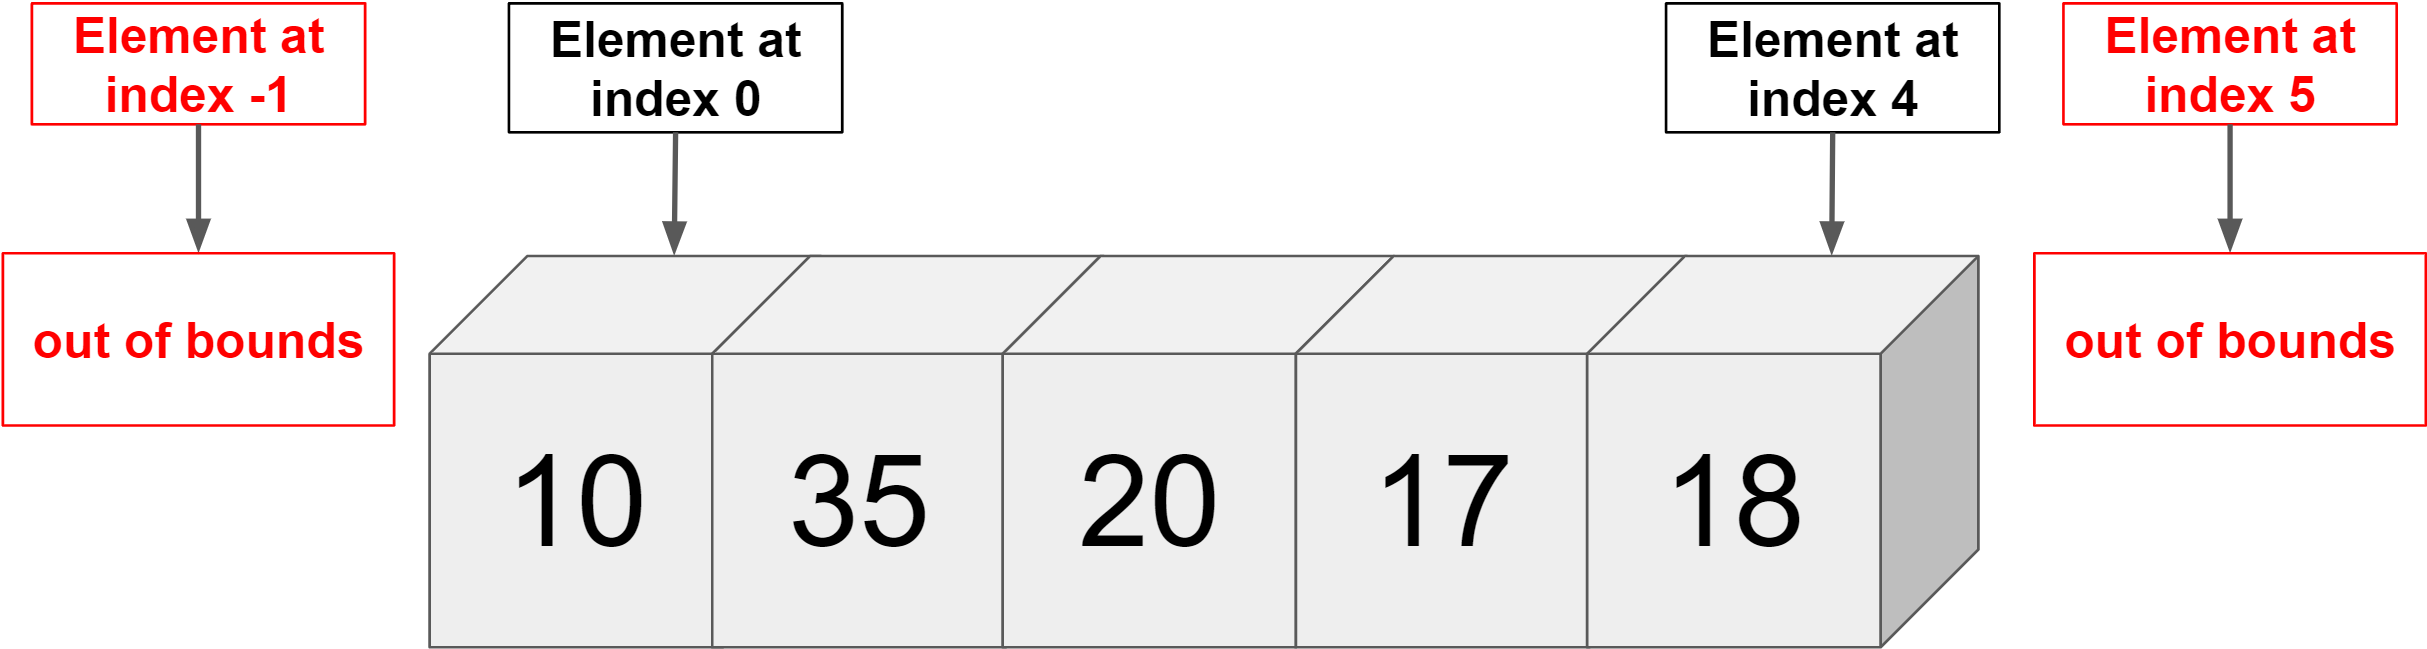 Element at
index -1
Element at
index 0
Element at
index 4
Element at
index 5
out of bounds
out of bounds
10 35 20 17 18